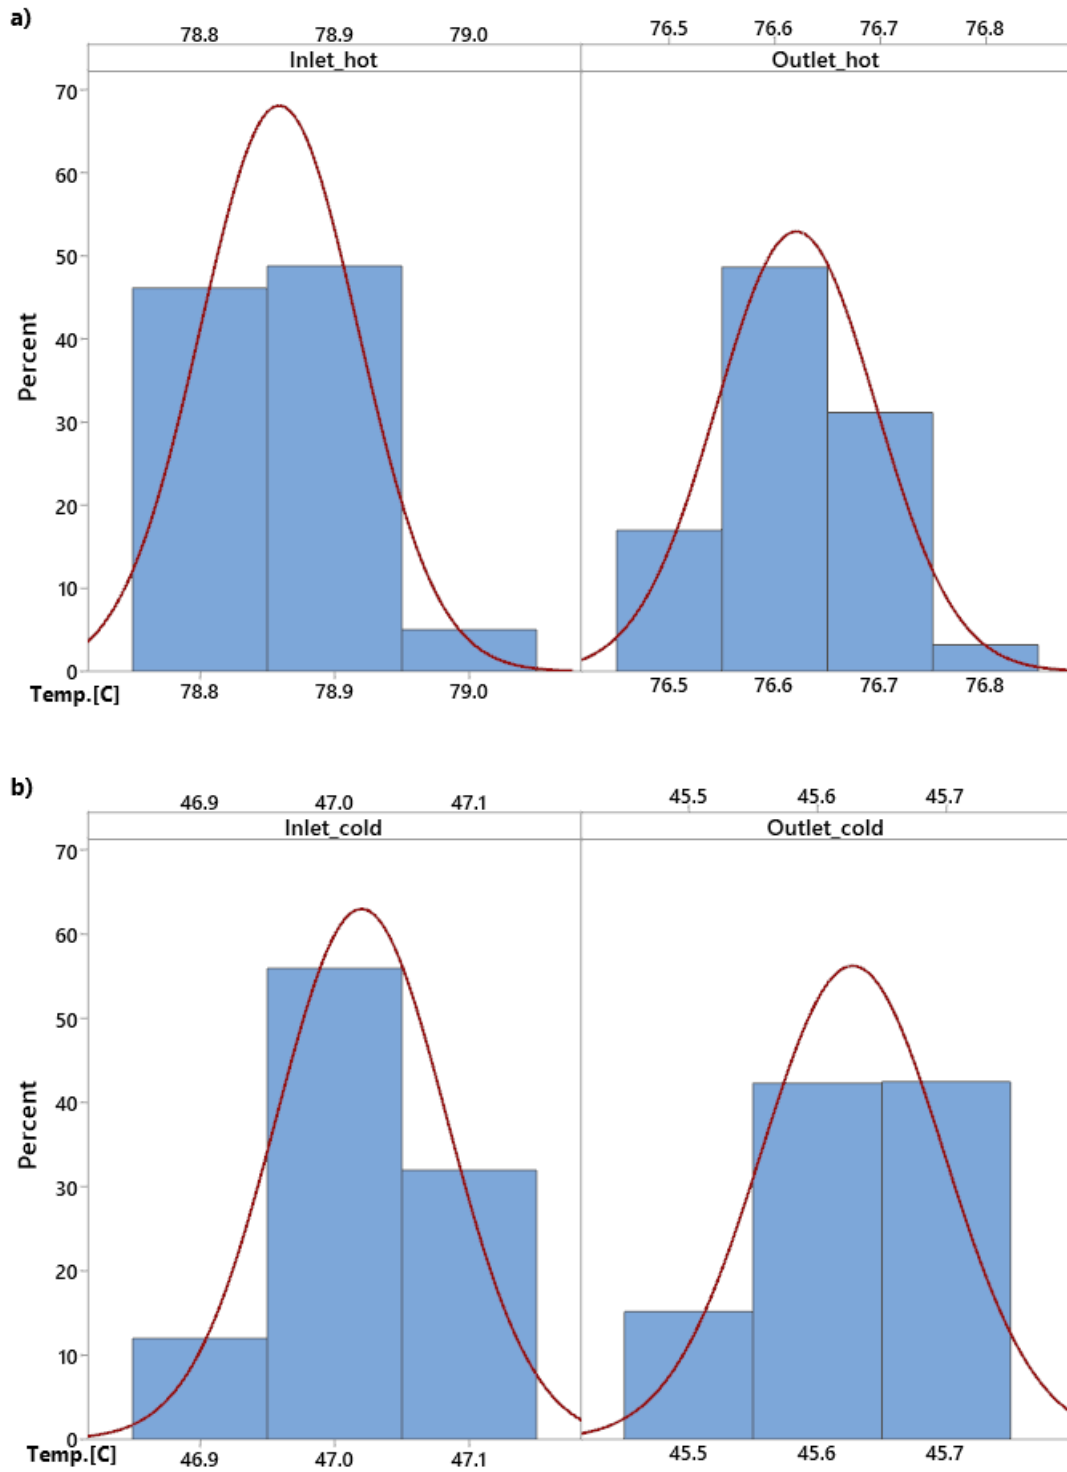 a)
78.8 78.9 79.0 76.5 76.6 76.7 76.8
Inlet_hot Outlet_hot
70
60
50
40
30
20
10
0
Percent
78.8 78.9 79.0 76.5 76.6 76.7 76.8
Temp.[C]
b)
46.9 47.0 47.1 45.5 45.6 45.7
Inlet_cold Outlet_cold
70
60
50
40
30
20
10
0
Percent
Temp.[C] 46.9 47.0 47.1 45.5 45.6 45.7